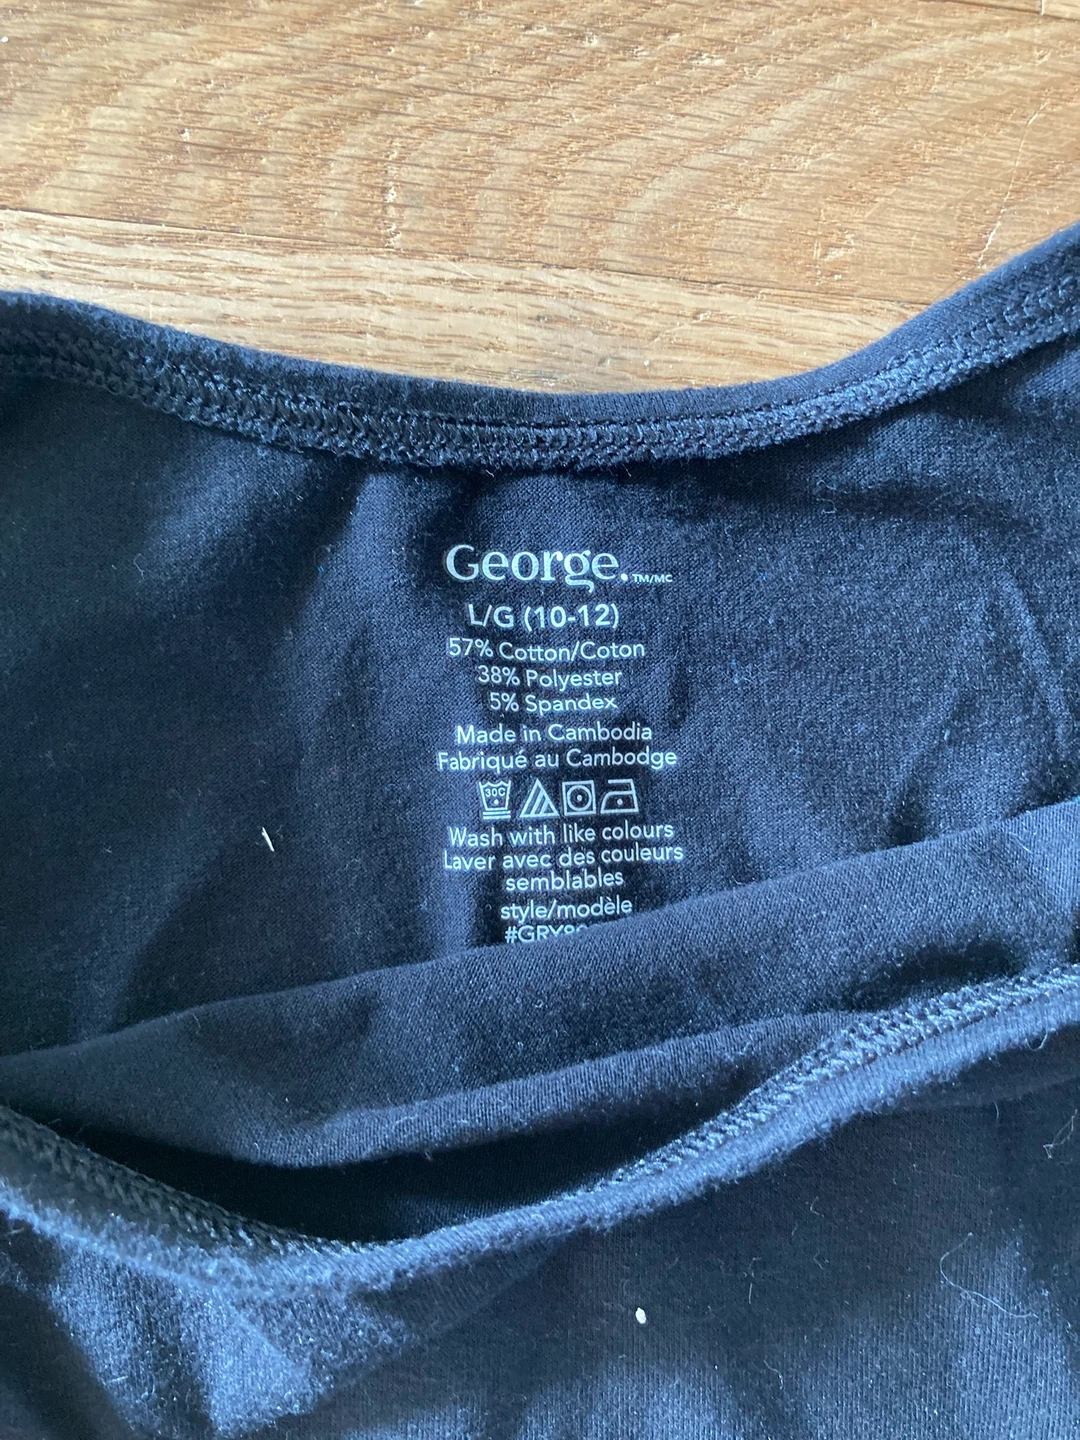 George.™/MC
L/G (10-12)
57% Cotton/Coton
38% Polyester
5% Spandex
Made in Cambodia
Fabriqué au Cambodge
30C
Wash with like colours
Laver avec des couleurs
semblables
style/modèle